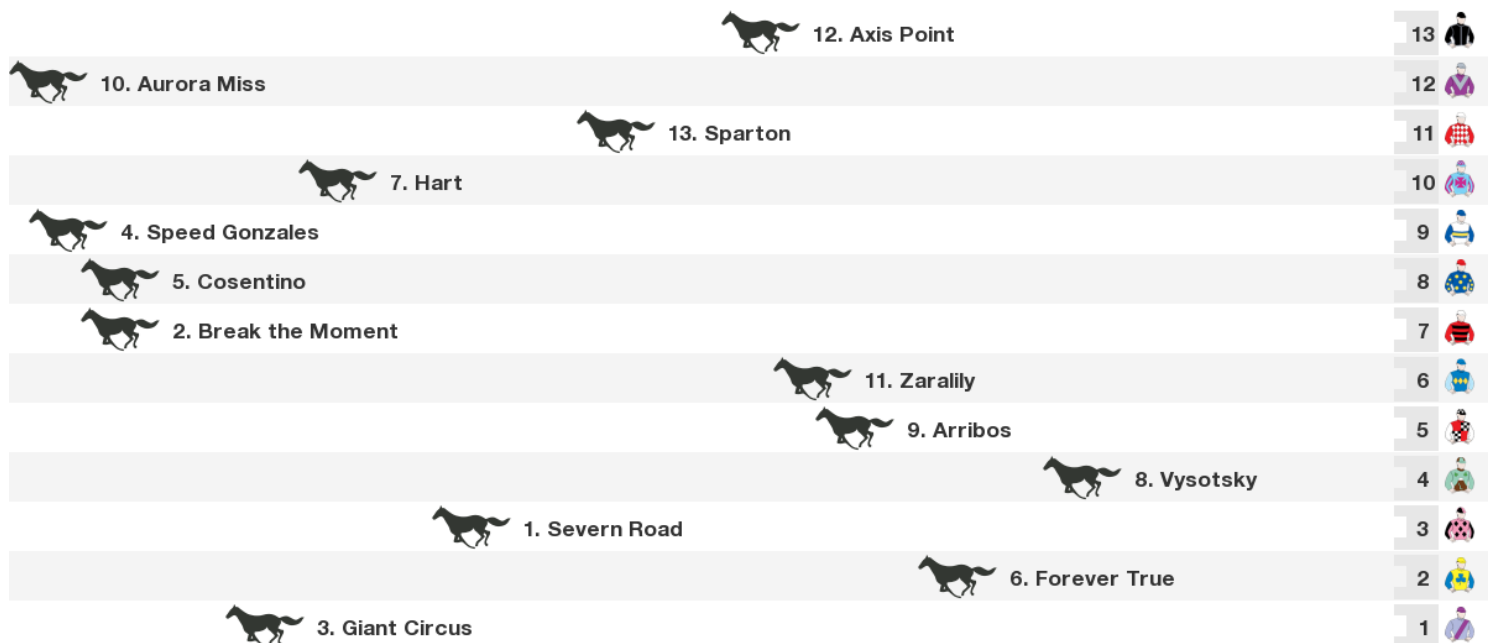 12. Axis Point 13
10. Aurora Miss 12
13. Sparton 11
7. Hart 10
4. Speed Gonzales 9
5. Cosentino 8
2. Break the Moment 7
11. Zaralily 6
9. Arribos 5
8. Vysotsky 4
1. Severn Road 3
6. Forever True 2
3. Giant Circus 1